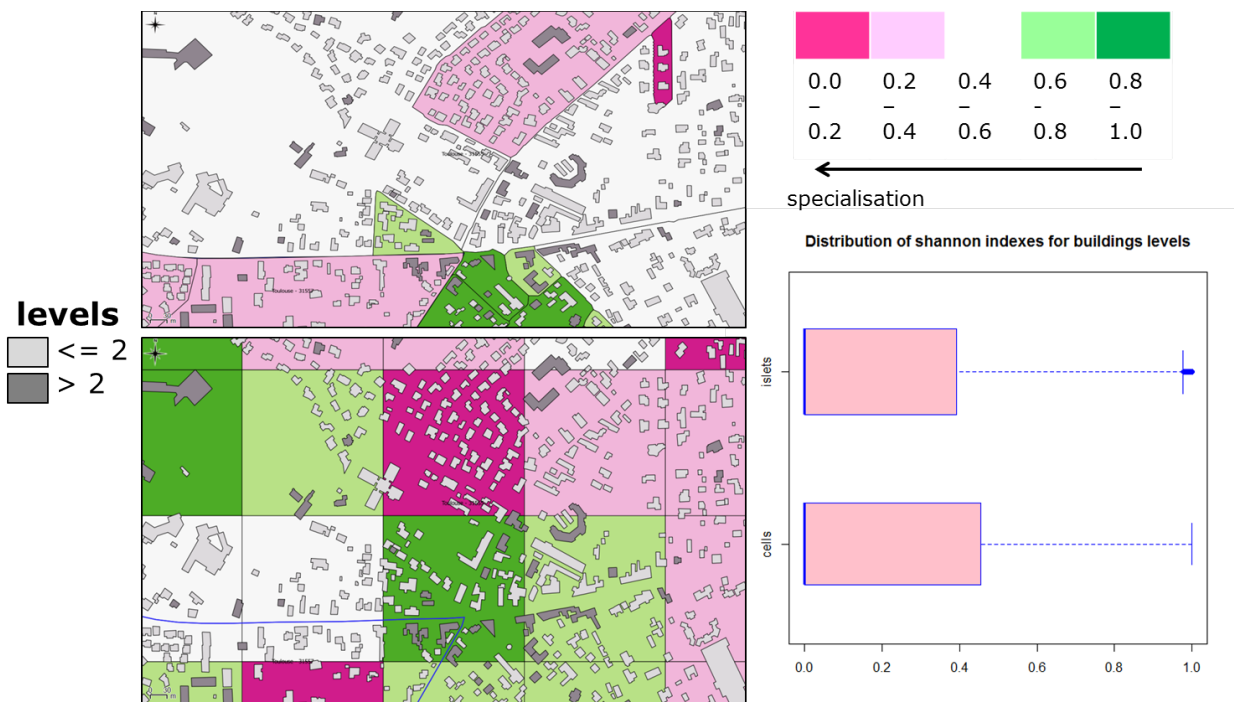 0.0 0.2 0.4 0.6 0.8
– – – - –
0.2 0.4 0.6 0.8 1.0
specialisation
levels
<= 2
> 2
Distribution of shannon indexes for buildings levels
islets
cells
0.0 0.2 0.4 0.6 0.8 1.0